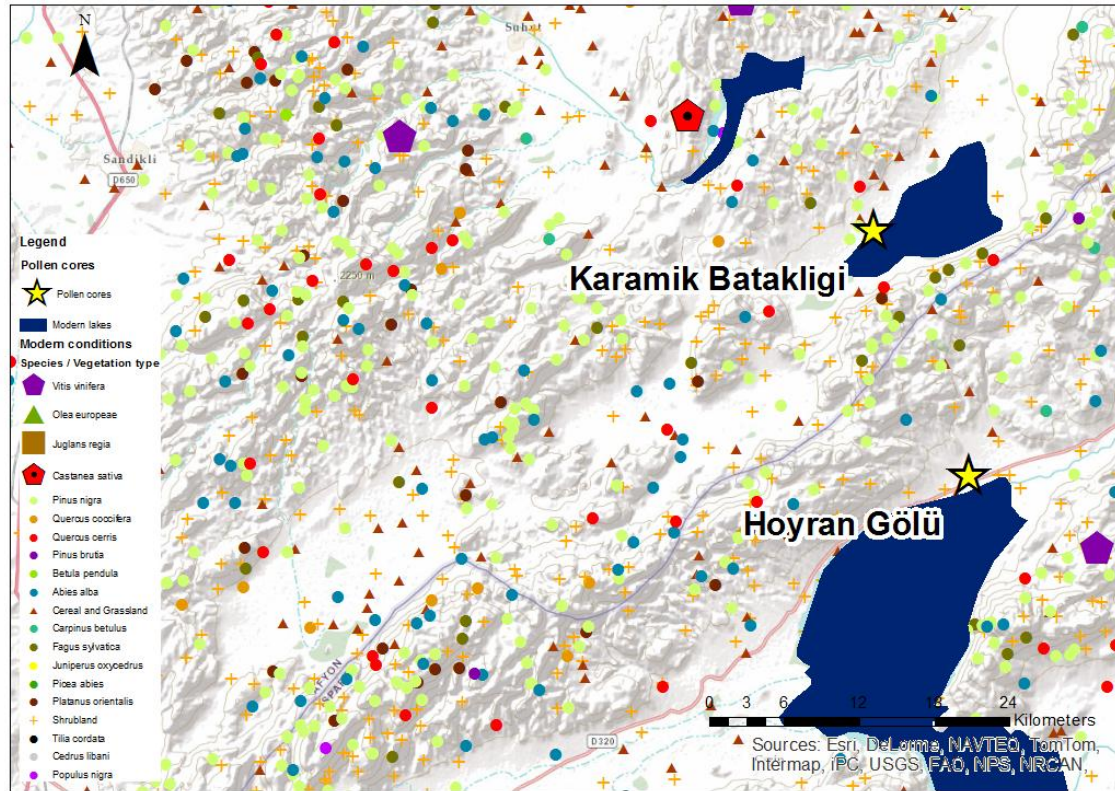 N
Suhut
Sandikli
D650
2250 m
Karamik Batakligi
Hoyran Gölü
AFYON
D320
Legend
Pollen cores
Pollen cores
Modern lakes
Modern conditions
Species / Vegetation type
Vitis vinifera
Olea europeae
Juglans regia
Castanea sativa
Pinus nigra
Quercus coccifera
Quercus cerris
Pinus brutia
Betula pendula
Abies alba
Cereal and Grassland
Carpinus betulus
Fagus sylvatica
Juniperus oxycedrus
Picea abies
Platanus orientalis
Shrubland
Tilia cordata
Cedrus libani
Populus nigra
0 3 6 12 18 24
Kilometers
Sources: Esri, DeLorme, NAVTEQ, TomTom,
Intermap, iPC, USGS, FAO, NPS, NRCAN,